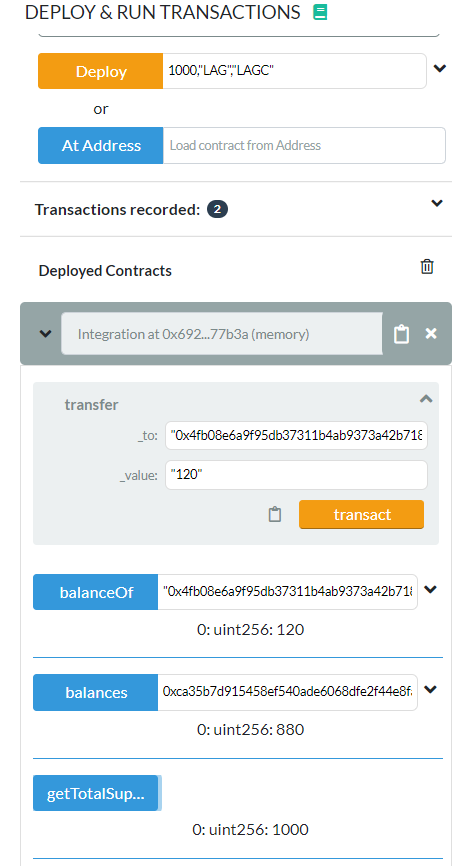 DEPLOY & RUN TRANSACTIONS
Deploy 1000,"LAG","LAGC"
or
At Address Load contract from Address
Transactions recorded: 2
Deployed Contracts
Integration at 0x692...77b3a (memory)
transfer
_to: "0x4fb08e6a9f95db37311b4ab9373a42b718
_value: "120"
transact
balanceOf "0x4fb08e6a9f95db37311b4ab9373a42b718
0: uint256: 120
balances 0xca35b7d915458ef540ade6068dfe2f44e8fa
0: uint256: 880
getTotalSup...
0: uint256: 1000